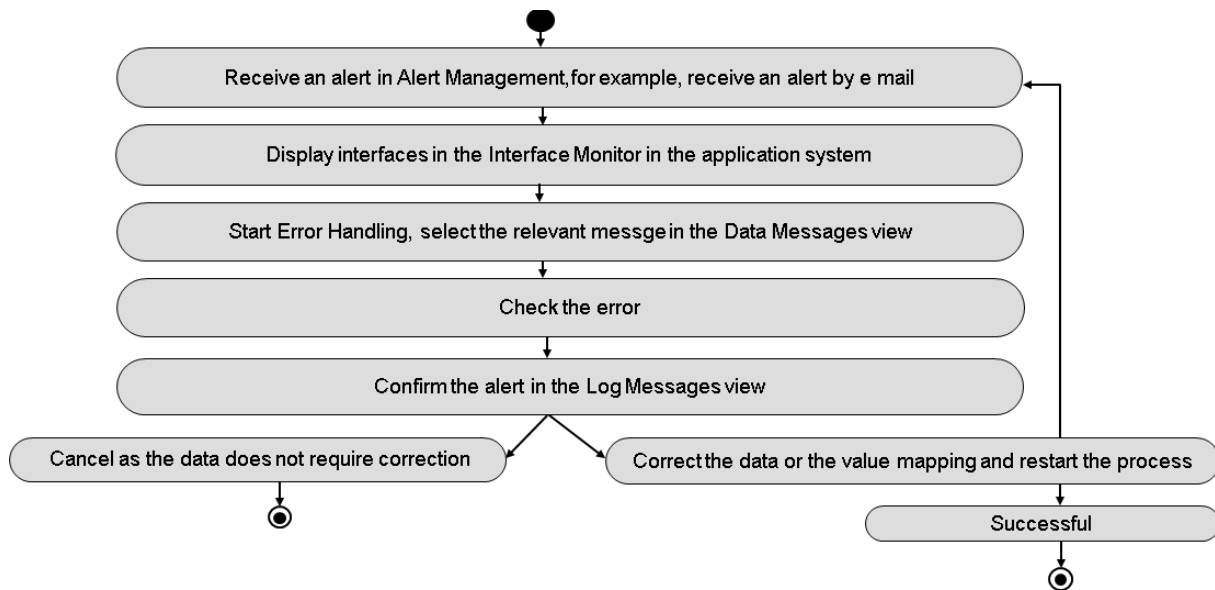 Receive an alert in Alert Management,for example, receive an alert by e mail
Display interfaces in the Interface Monitor in the application system
Start Error Handling, select the relevant messge in the Data Messages view
Check the error
Confirm the alert in the Log Messages view
Cancel as the data does not require correction
Correct the data or the value mapping and restart the process
Successful